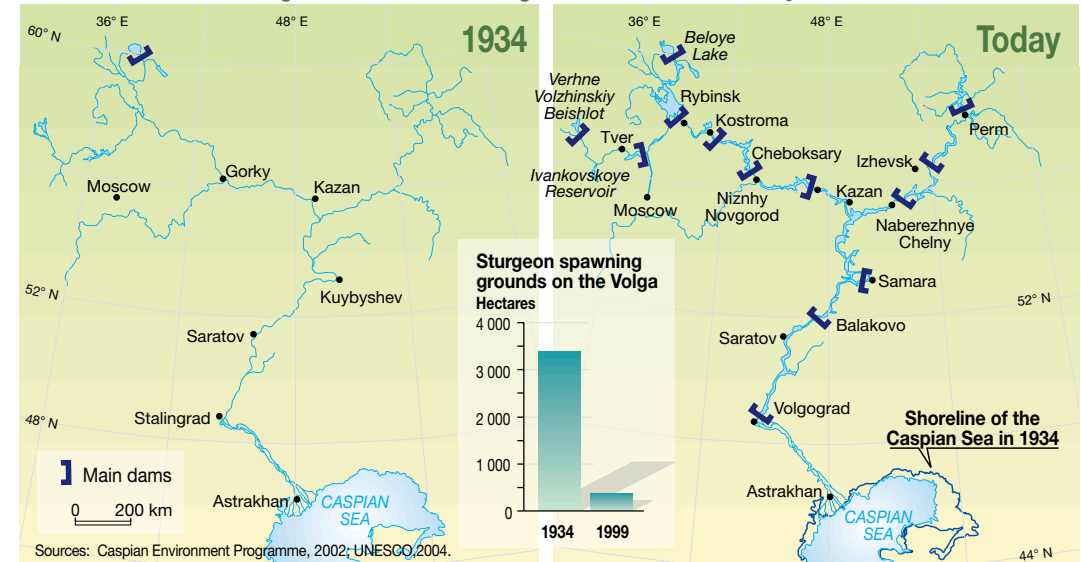 1934
36° E
48° E
60° N
Moscow
Gorky
Kazan
Kuybyshev
52° N
Saratov
Stalingrad
48° N
Main dams
0 200 km
Astrakhan
CASPIAN
SEA
Sources: Caspian Environment Programme, 2002; UNESCO,2004.
Sturgeon spawning
grounds on the Volga
Hectares
4 000
3 000
2 000
1 000
0
1934 1999
Today
36° E
48° E
Beloye
Lake
Verhne
Volzhinskiy
Beishlot
Rybinsk
Kostroma
Tver
Cheboksary
Izhevsk
Perm
Ivankovskoye
Reservoir
Moscow
Niznhy
Novgorod
Kazan
Naberezhnye
Chelny
Samara
52° N
Balakovo
Saratov
Volgograd
Shoreline of the
Caspian Sea in 1934
Astrakhan
CASPIAN
SEA
44° N